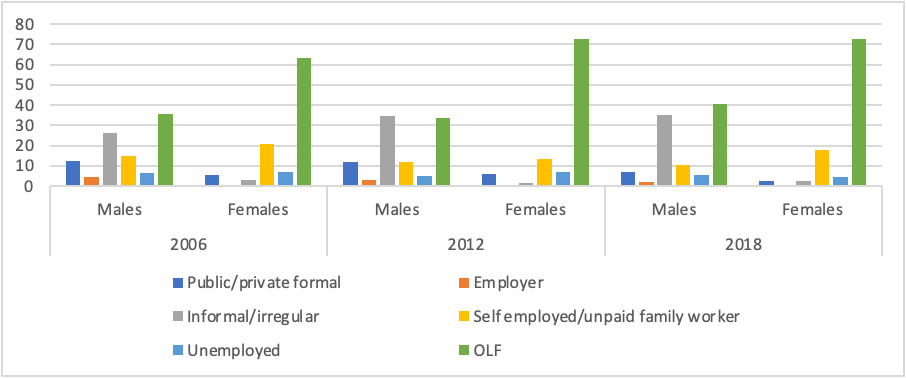 80
70
60
50
40
30
20
10
0
Males Females Males Females Males Females
2006 2012 2018
Public/private formal Employer
Informal/irregular Self employed/unpaid family worker
Unemployed OLF